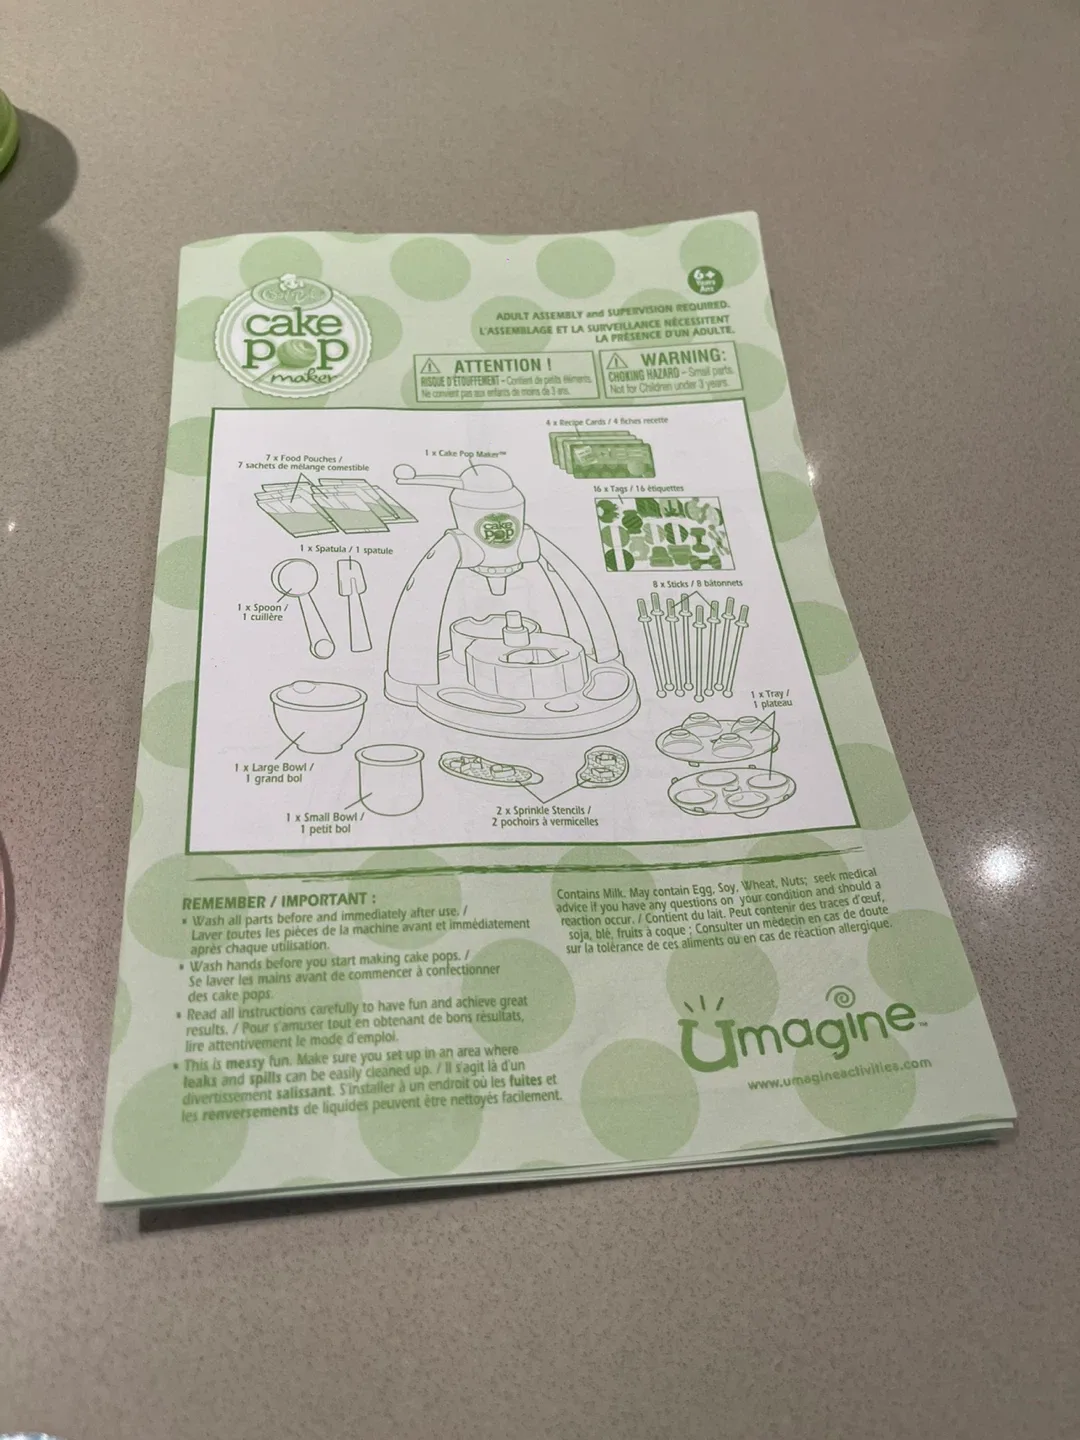 cake
pop
maker
6+
Years
Ans
ADULT ASSEMBLY and SUPERVISION REQUIRED.
L'ASSEMBLAGE ET LA SURVEILLANCE NÉCESSITENT
LA PRÉSENCE D'UN ADULTE.
ATTENTION !
RISQUE D'ÉTOUFFEMENT - Contient de petits éléments.
Ne convient pas aux enfants de moins de 3 ans.
WARNING:
CHOKING HAZARD - Small parts.
Not for Children under 3 years.
4 x Recipe Cards / 4 fiches recette
7 x Food Pouches /
7 sachets de mélange comestible
1 x Cake Pop Maker™
16 x Tags / 16 étiquettes
cake
pop
1 x Spatula / 1 spatule
8 x Sticks / 8 bâtonnets
1 x Spoon /
1 cuillère
1 x Tray /
1 plateau
1 x Large Bowl /
1 grand bol
1 x Small Bowl /
1 petit bol
2 x Sprinkle Stencils /
2 pochoirs à vermicelles
REMEMBER / IMPORTANT :
• Wash all parts before and immediately after use. /
Laver toutes les pièces de la machine avant et immédiatement
après chaque utilisation.
• Wash hands before you start making cake pops. /
Se laver les mains avant de commencer à confectionner
des cake pops.
• Read all instructions carefully to have fun and achieve great
results. / Pour s'amuser tout en obtenant de bons résultats,
lire attentivement le mode d'emploi.
• This is messy fun. Make sure you set up in an area where
leaks and spills can be easily cleaned up. / Il s'agit là d'un
divertissement salissant. S'installer à un endroit où les fuites et
les renversements de liquides peuvent être nettoyés facilement.
Contains Milk. May contain Egg, Soy, Wheat, Nuts; seek medical
advice if you have any questions on your condition and should a
reaction occur. / Contient du lait. Peut contenir des traces d'œuf,
soja, blé, fruits à coque ; Consulter un médecin en cas de doute
sur la tolérance de ces aliments ou en cas de réaction allergique.
Umagine™
www.umagineactivities.com